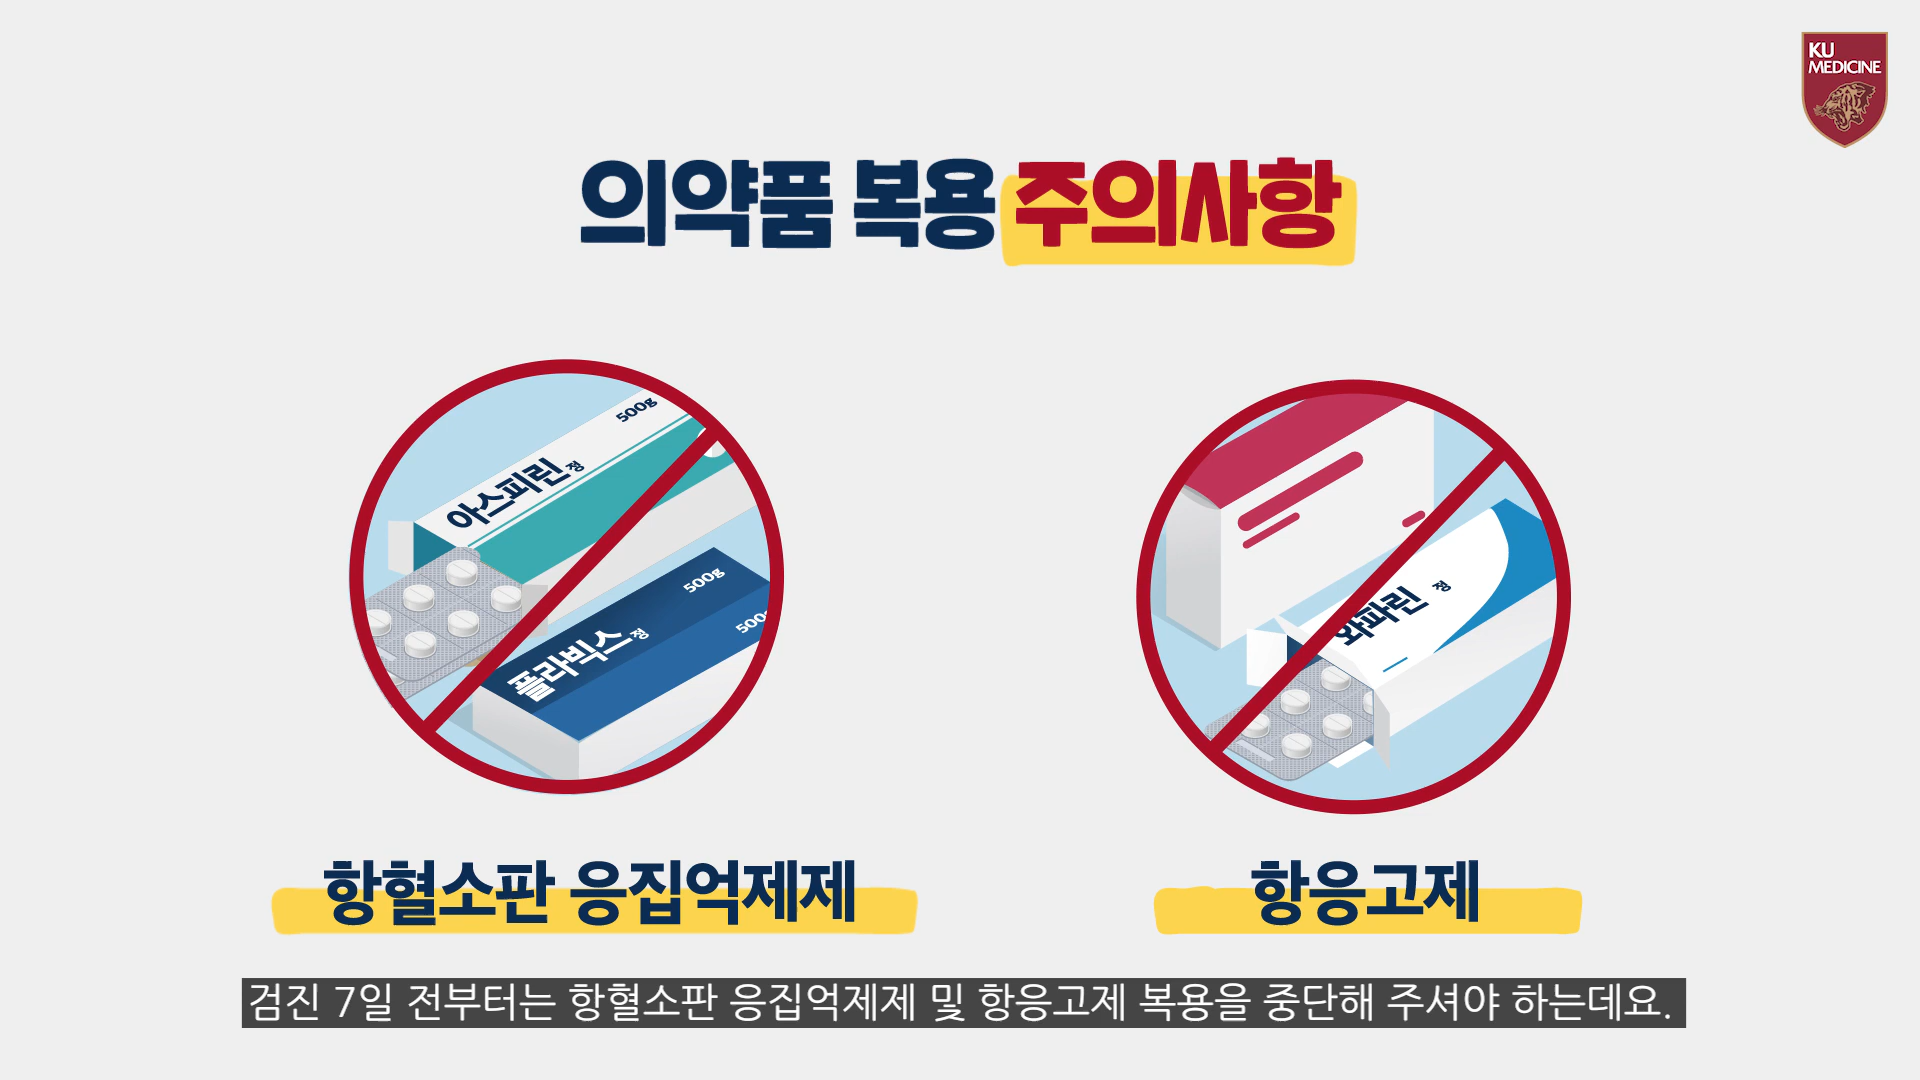 KU
MEDICINE
의약품 복용 주의사항
500g
아스피린 정
500g
플라빅스 정
500g
와파린 정
항혈소판 응집억제제
항응고제
검진 7일 전부터는 항혈소판 응집억제제 및 항응고제 복용을 중단해 주셔야 하는데요.